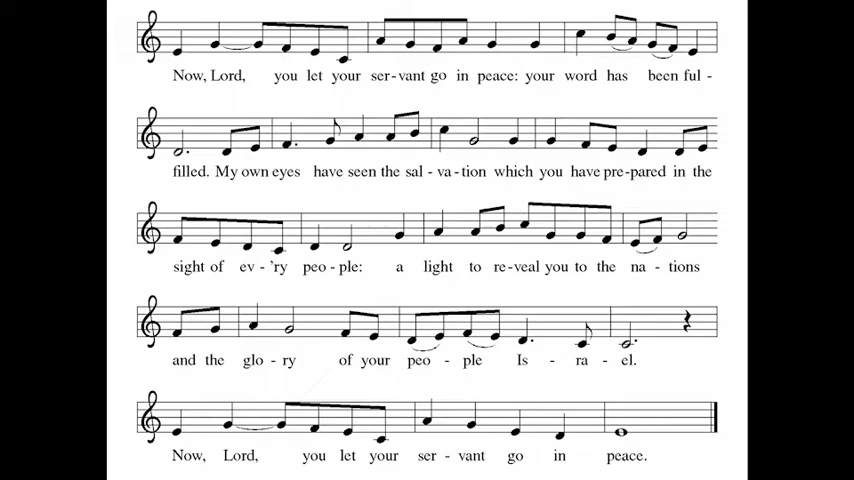 Now, Lord, you let your ser-vant go in peace: your word has been ful -
filled. My own eyes have seen the sal - va - tion which you have pre - pared in the
sight of ev - 'ry peo - ple: a light to re - veal you to the na - tions
and the glo - ry of your peo - ple Is - ra - el.
Now, Lord, you let your ser - vant go in peace.